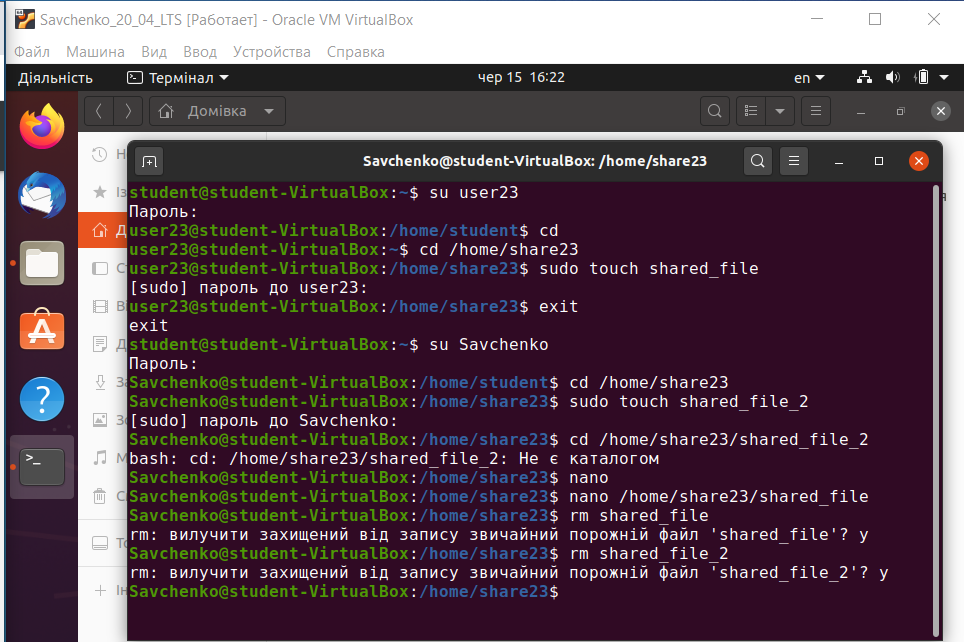 Savchenko_20_04_LTS [Работает] - Oracle VM VirtualBox
Файл Машина Вид Ввод Устройства Справка
Діяльність Термінал чер 15 16:22 en
Домівка
Savchenko@student-VirtualBox: /home/share23
student@student-VirtualBox:~$ su user23
Пароль:
user23@student-VirtualBox:/home/student$ cd
user23@student-VirtualBox:~$ cd /home/share23
user23@student-VirtualBox:/home/share23$ sudo touch shared_file
[sudo] пароль до user23:
user23@student-VirtualBox:/home/share23$ exit
exit
student@student-VirtualBox:~$ su Savchenko
Пароль:
Savchenko@student-VirtualBox:/home/student$ cd /home/share23
Savchenko@student-VirtualBox:/home/share23$ sudo touch shared_file_2
[sudo] пароль до Savchenko:
Savchenko@student-VirtualBox:/home/share23$ cd /home/share23/shared_file_2
bash: cd: /home/share23/shared_file_2: Не є каталогом
Savchenko@student-VirtualBox:/home/share23$ nano
Savchenko@student-VirtualBox:/home/share23$ nano /home/share23/shared_file
Savchenko@student-VirtualBox:/home/share23$ rm shared_file
rm: вилучити захищений від запису звичайний порожній файл 'shared_file'? y
Savchenko@student-VirtualBox:/home/share23$ rm shared_file_2
rm: вилучити захищений від запису звичайний порожній файл 'shared_file_2'? y
Savchenko@student-VirtualBox:/home/share23$